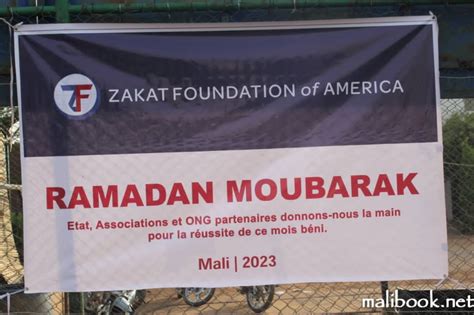 ZF
ZAKAT FOUNDATION of AMERICA
RAMADAN MOUBARAK
Etat, Associations et ONG partenaires donnons-nous la main
pour la réussite de ce mois béni.
Mali | 2023
malibook.net